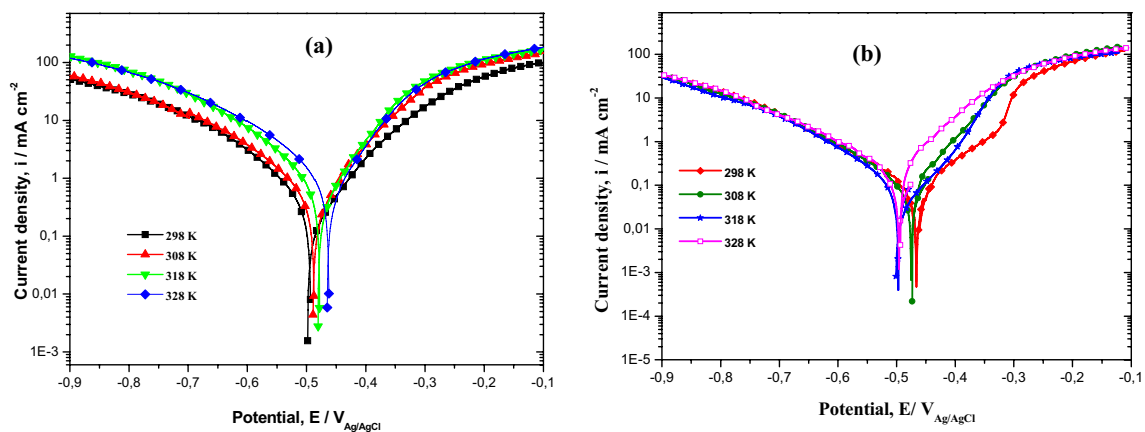 (a)
100
10
1
0,1
0,01
1E-3
Current density, i / mA cm-2
298 K
308 K
318 K
328 K
-0,9 -0,8 -0,7 -0,6 -0,5 -0,4 -0,3 -0,2 -0,1
Potential, E / VAg/AgCl
(b)
1000
100
10
1
0,1
0,01
1E-3
1E-4
1E-5
Current density, i / mA cm-2
298 K
308 K
318 K
328 K
-0,9 -0,8 -0,7 -0,6 -0,5 -0,4 -0,3 -0,2 -0,1
Potential, E/ VAg/AgCl